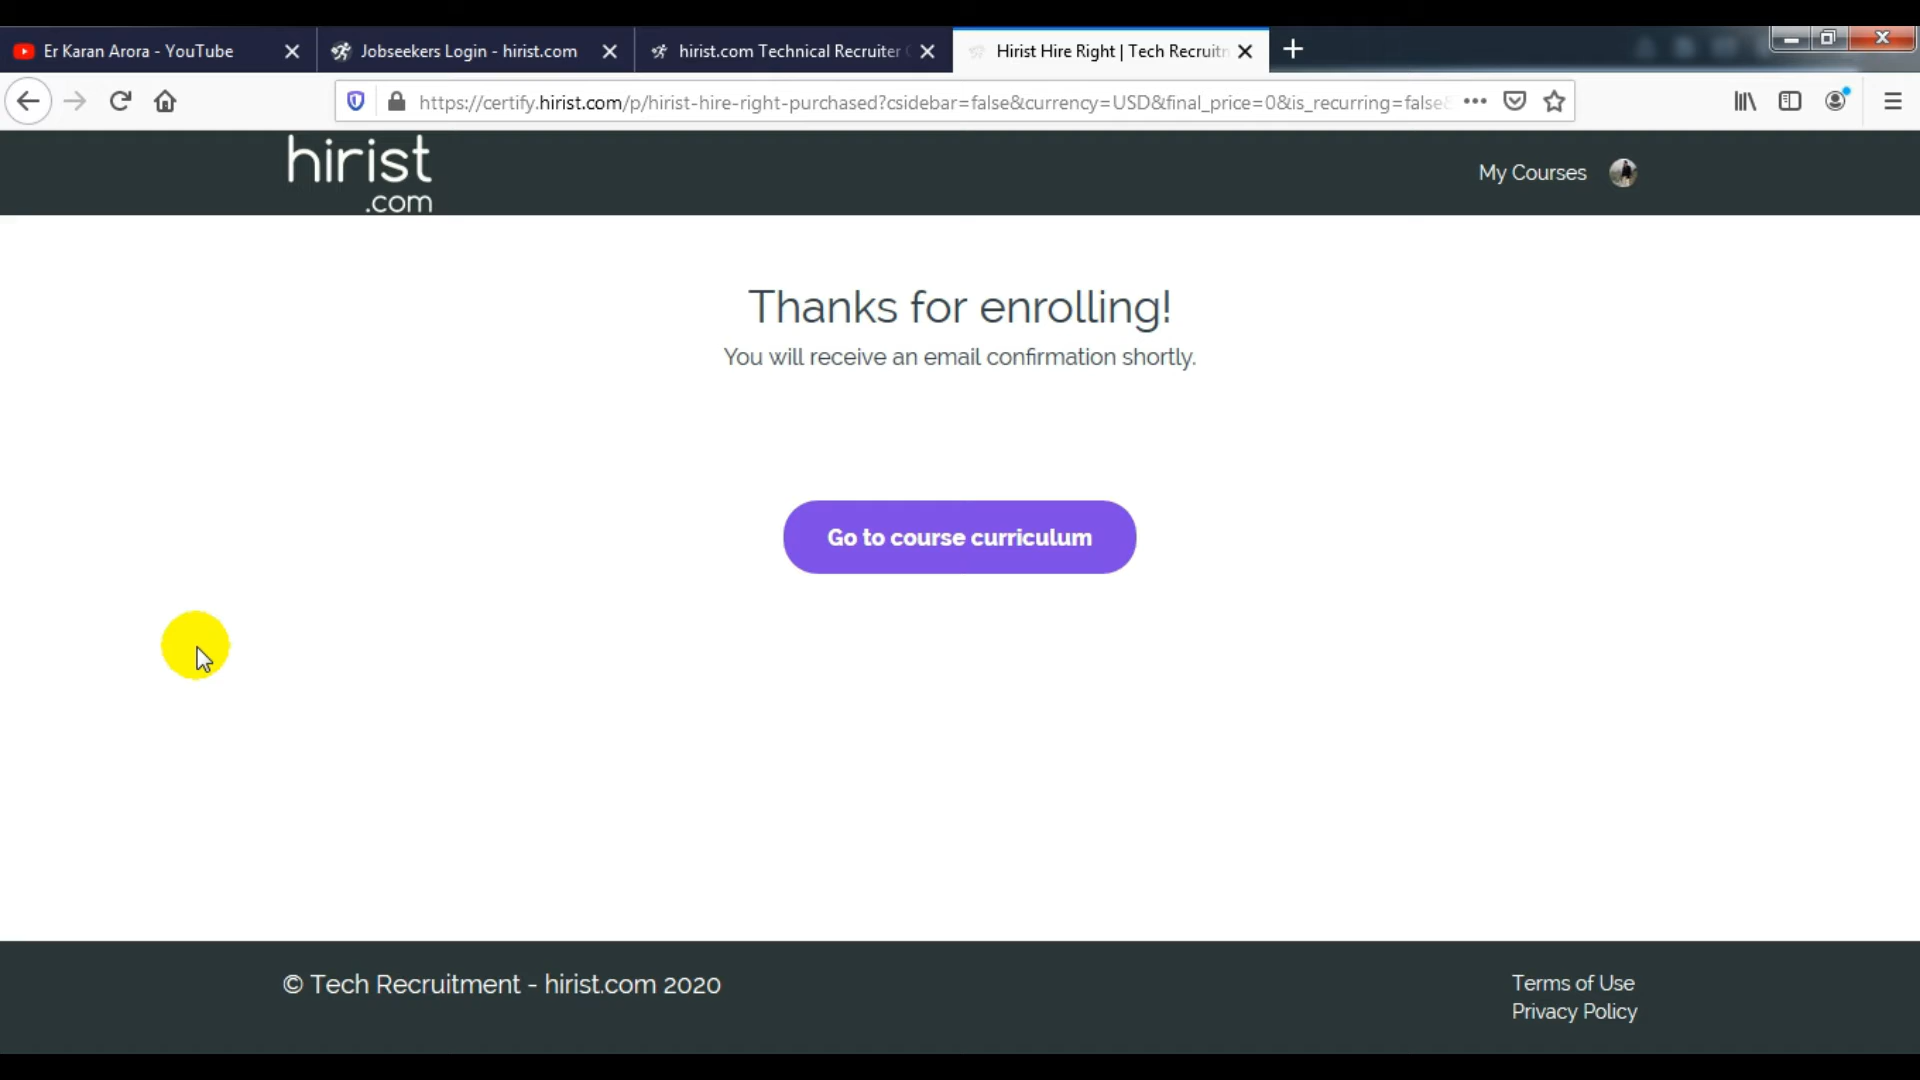 Er Karan Arora - YouTube
Jobseekers Login - hirist.com
hirist.com Technical Recruiter
Hirist Hire Right | Tech Recruitm
https://certify.hirist.com/p/hirist-hire-right-purchased?csidebar=false&currency=USD&final_price=0&is_recurring=false&
hirist
.com
My Courses
Thanks for enrolling!
You will receive an email confirmation shortly.
Go to course curriculum
© Tech Recruitment - hirist.com 2020
Terms of Use
Privacy Policy